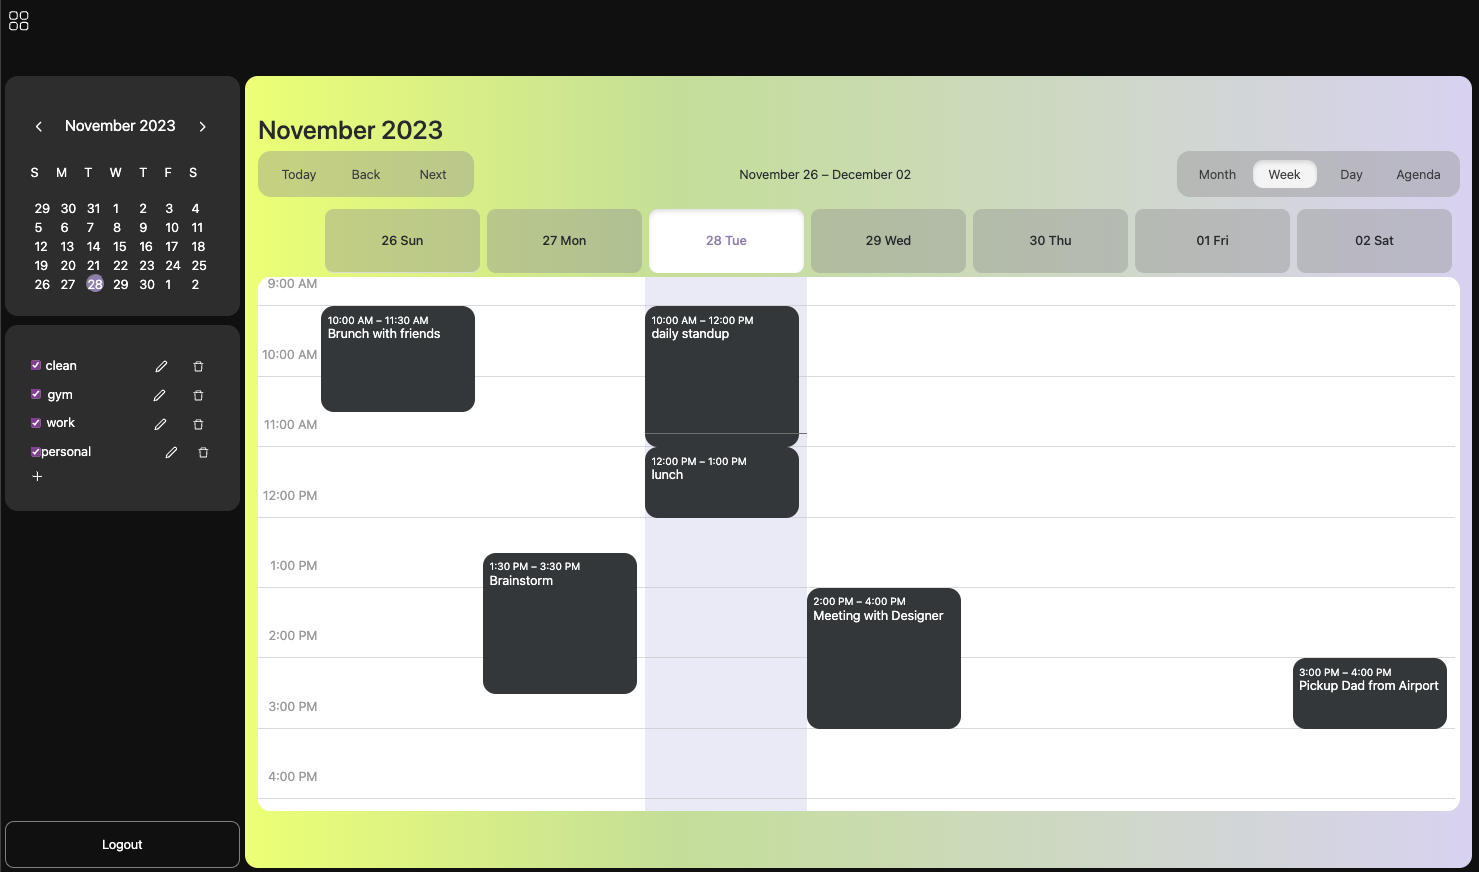 November 2023
S M T W T F S
29 30 31 1 2 3 4
5 6 7 8 9 10 11
12 13 14 15 16 17 18
19 20 21 22 23 24 25
26 27 28 29 30 1 2
clean
gym
work
personal
Logout
November 2023
Today Back Next
November 26 – December 02
Month Week Day Agenda
26 Sun 27 Mon 28 Tue 29 Wed 30 Thu 01 Fri 02 Sat
9:00 AM
10:00 AM
11:00 AM
12:00 PM
1:00 PM
2:00 PM
3:00 PM
4:00 PM
10:00 AM – 11:30 AM
Brunch with friends
1:30 PM – 3:30 PM
Brainstorm
10:00 AM – 12:00 PM
daily standup
12:00 PM – 1:00 PM
lunch
2:00 PM – 4:00 PM
Meeting with Designer
3:00 PM – 4:00 PM
Pickup Dad from Airport